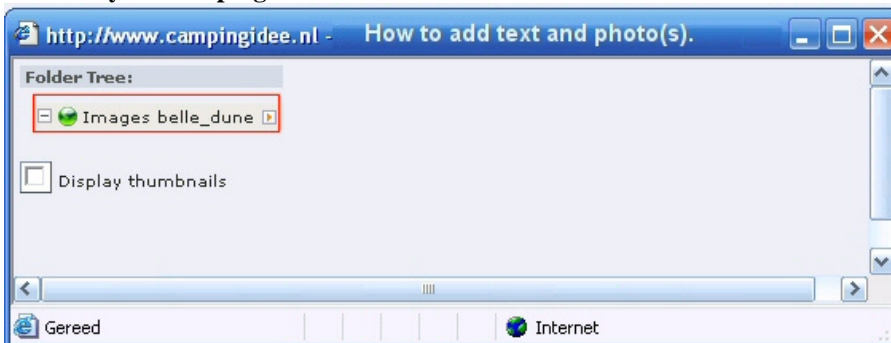 http://www.campingidee.nl - How to add text and photo(s).
Folder Tree:
Images belle_dune
Display thumbnails
Gereed Internet